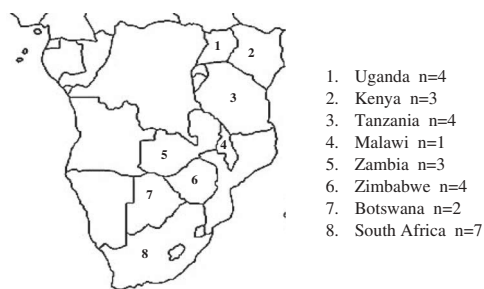 1
2
3
4
5
6
7
8
1. Uganda n=4
2. Kenya n=3
3. Tanzania n=4
4. Malawi n=1
5. Zambia n=3
6. Zimbabwe n=4
7. Botswana n=2
8. South Africa n=7